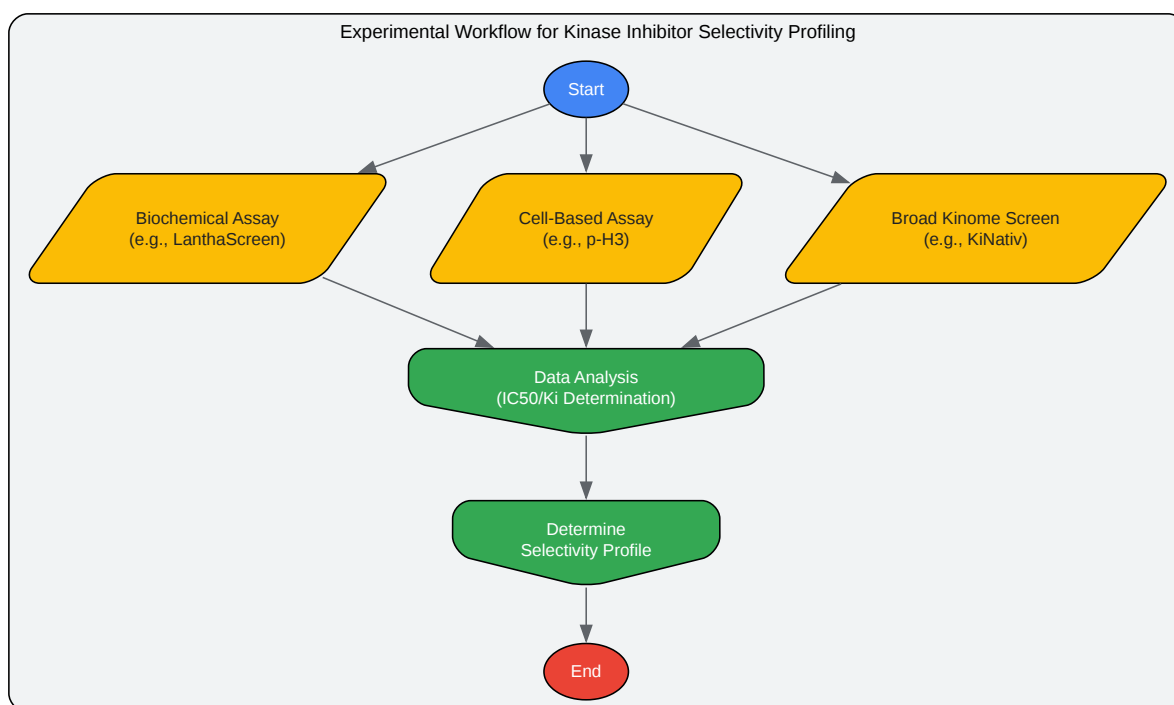 Experimental Workflow for Kinase Inhibitor Selectivity Profiling
Start
Biochemical Assay
(e.g., LanthaScreen)
Cell-Based Assay
(e.g., p-H3)
Broad Kinome Screen
(e.g., KiNativ)
Data Analysis
(IC50/Ki Determination)
Determine
Selectivity Profile
End